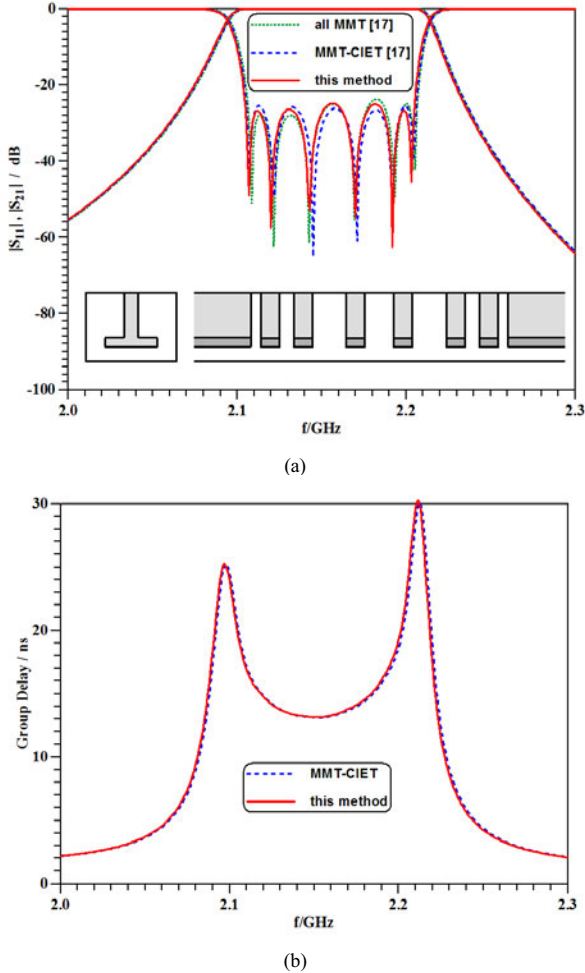 0
-20
-40
-60
-80
-100
|S11|, |S21| / dB
all MMT [17]
MMT-CIET [17]
this method
2.0 2.1 2.2 2.3
f/GHz
(a)
30
20
10
0
Group Delay / ns
MMT-CIET
this method
2.0 2.1 2.2 2.3
f/GHz
(b)